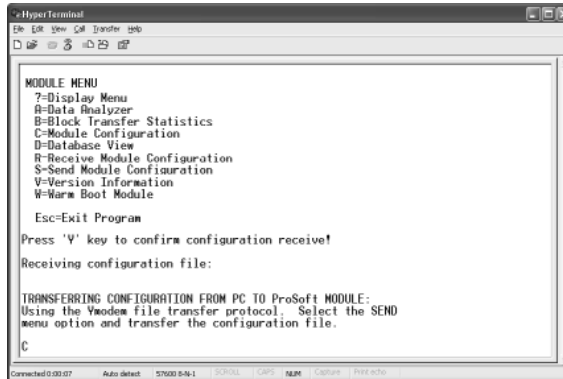 HyperTerminal
File Edit View Call Transfer Help
MODULE MENU
?=Display Menu
A=Data Analyzer
B=Block Transfer Statistics
C=Module Configuration
D=Database View
R=Receive Module Configuration
S=Send Module Configuration
V=Version Information
W=Warm Boot Module
Esc=Exit Program
Press 'Y' key to confirm configuration receive!
Receiving configuration file:
TRANSFERRING CONFIGURATION FROM PC TO ProSoft MODULE:
Using the Ymodem file transfer protocol.  Select the SEND
menu option and transfer the configuration file.
C
Connected 0:00:07 Auto detect 57600 8-N-1 SCROLL CAPS NUM Capture Print echo